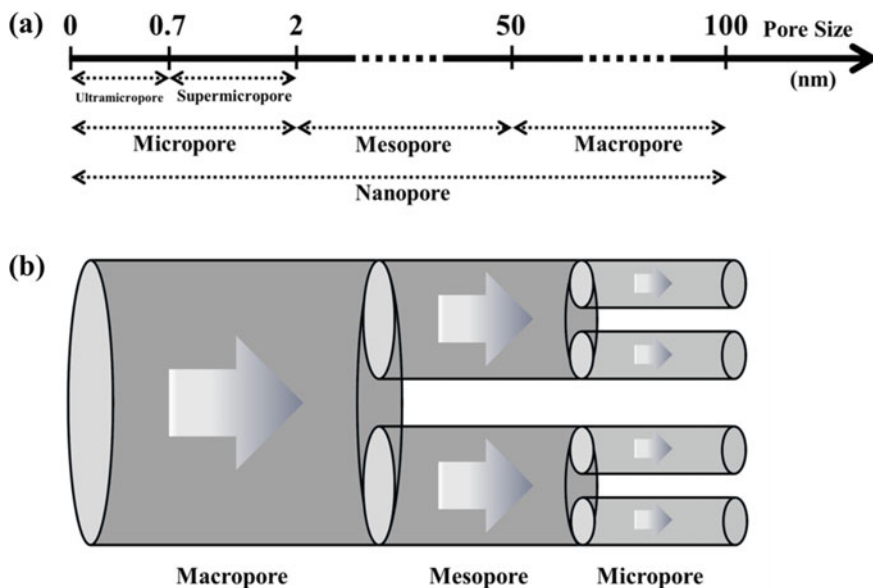 (a)
0 0.7 2 50 100 Pore Size
(nm)
Ultramicropore Supermicropore
Micropore Mesopore Macropore
Nanopore
(b)
Macropore Mesopore Micropore